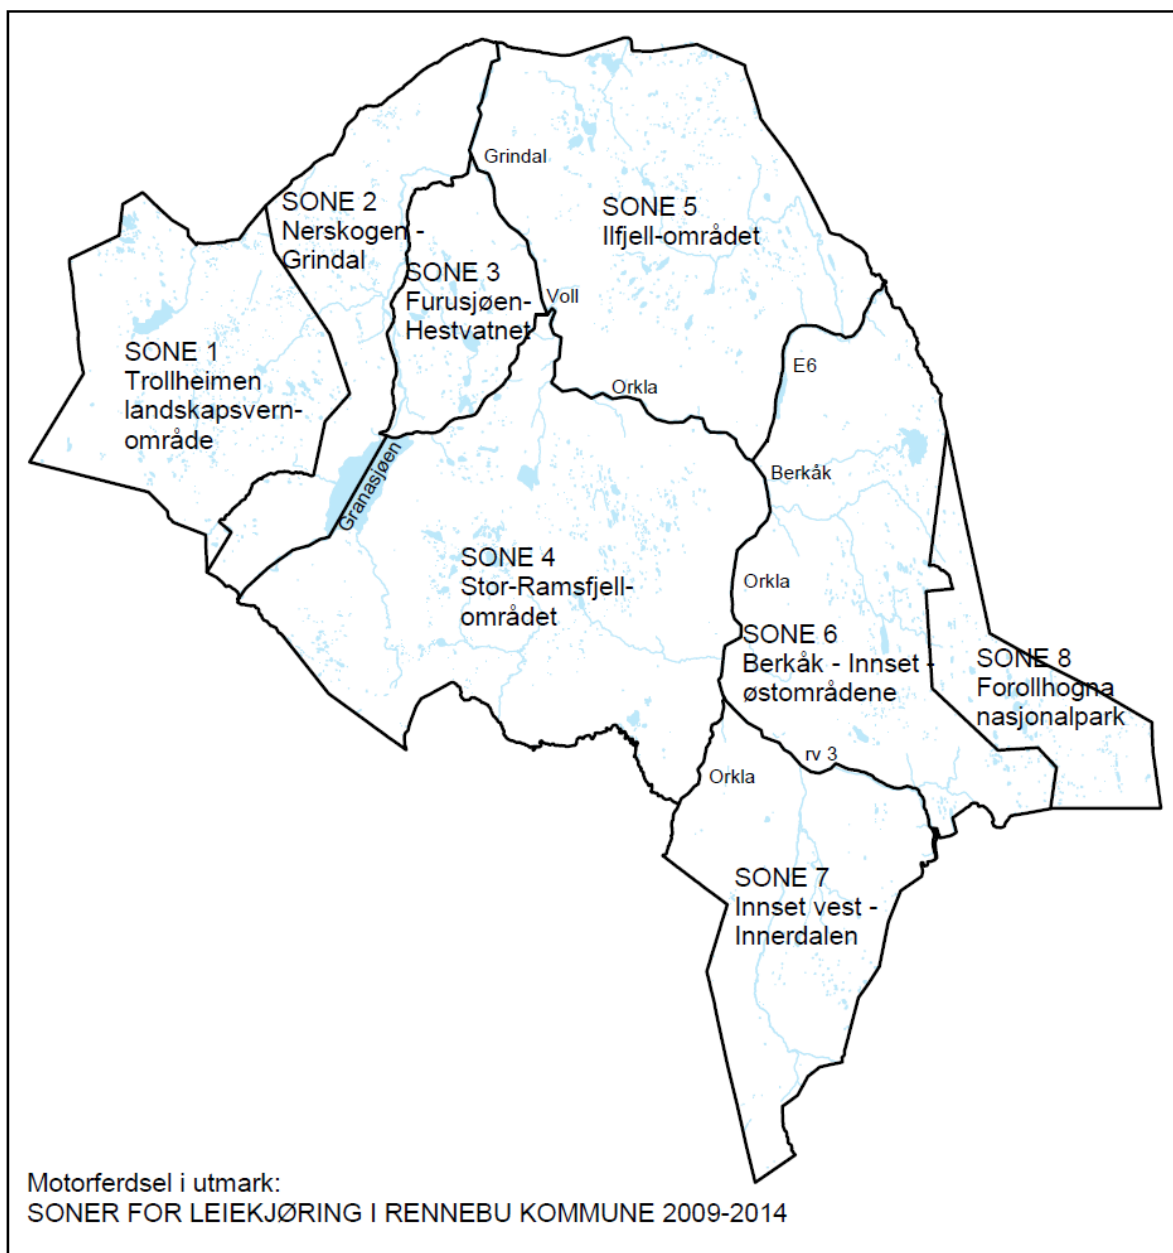 Grindal
SONE 2
Nerskogen -
Grindal
SONE 5
Ilfjell-området
SONE 3
Furusjøen-
Hestvatnet
Voll
SONE 1
Trollheimen
landskapsvern-
område
E6
Orkla
Granasjøen
Berkåk
SONE 4
Stor-Ramsfjell-
området
Orkla
SONE 6
Berkåk - Innset -
østområdene
SONE 8
Forollhogna
nasjonalpark
rv 3
Orkla
SONE 7
Innset vest -
Innerdalen
Motorferdsel i utmark:
SONER FOR LEIEKJØRING I RENNEBU KOMMUNE 2009-2014